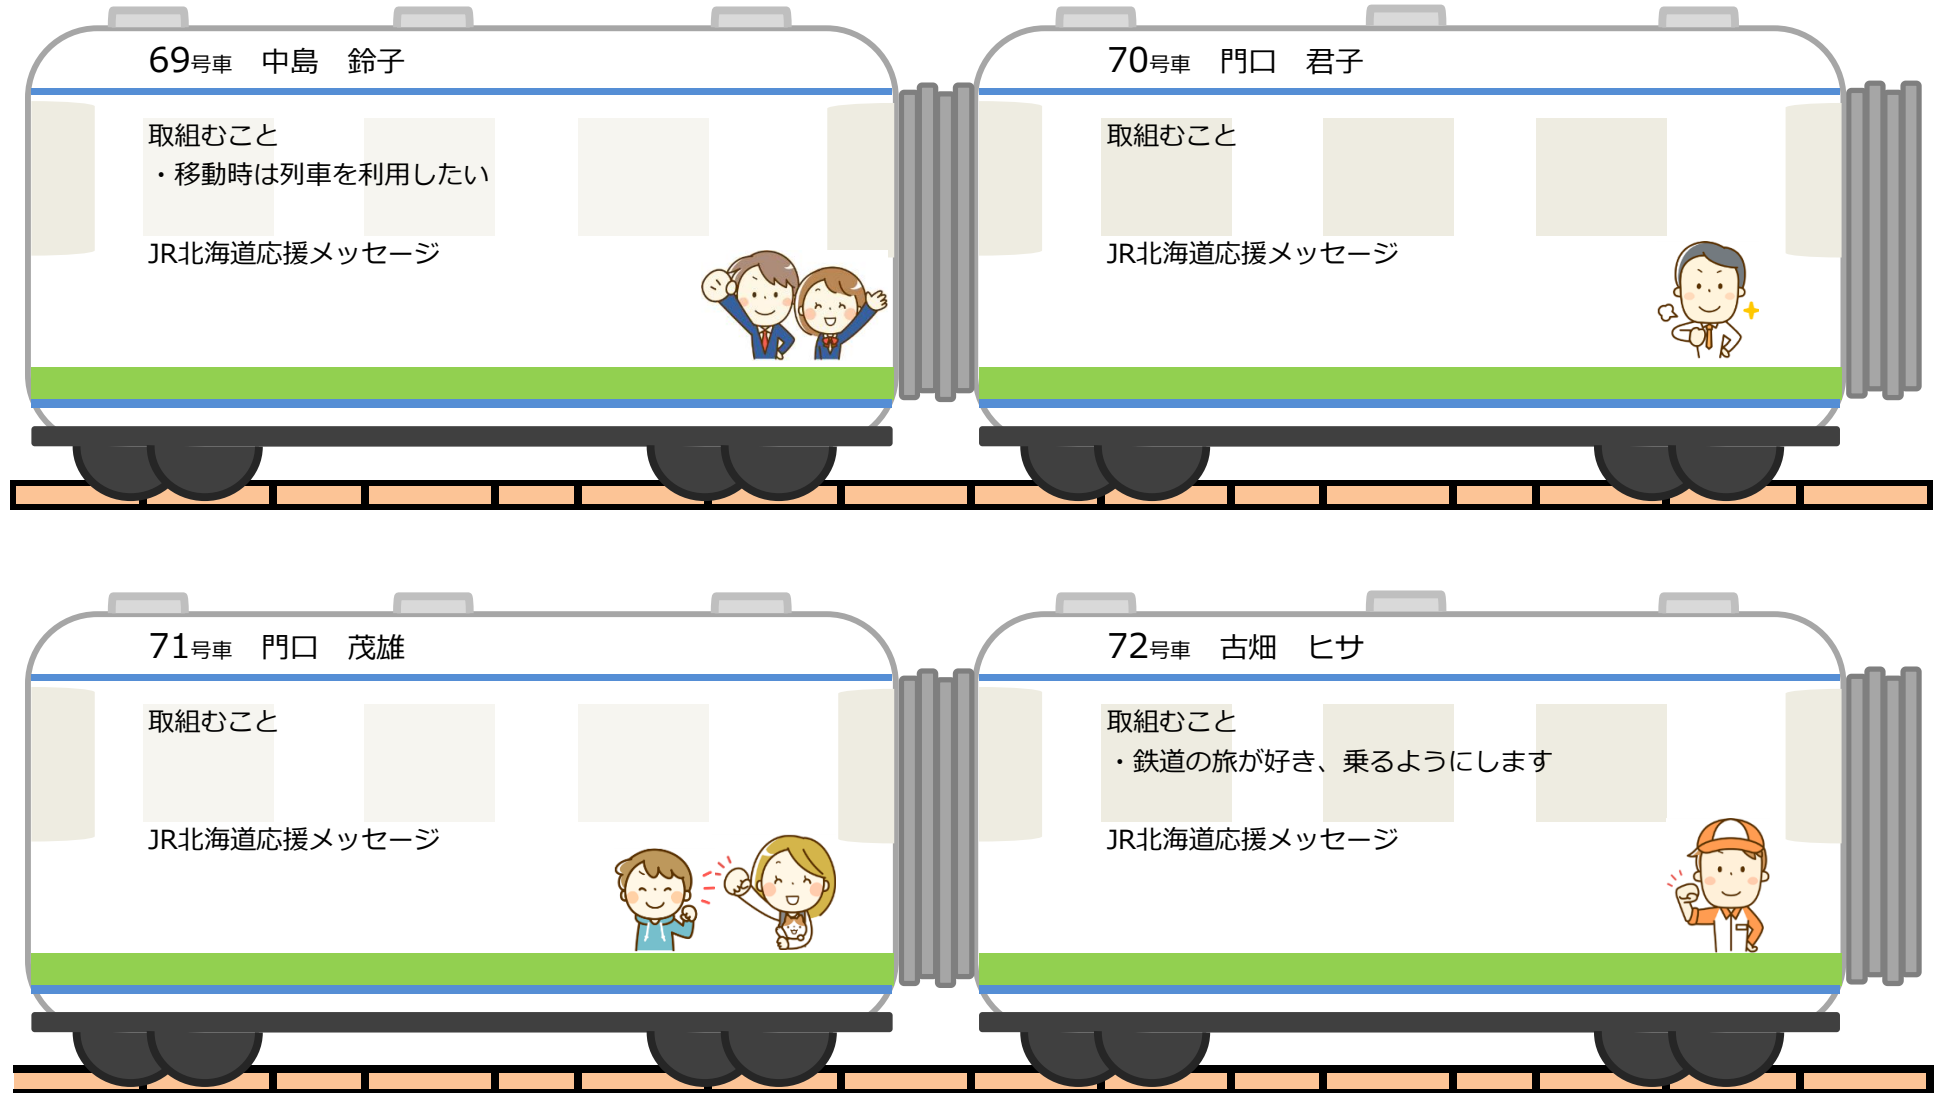 69号車　中島　鈴子
取組むこと
・移動時は列車を利用したい
JR北海道応援メッセージ
70号車　門口　君子
取組むこと
JR北海道応援メッセージ
71号車　門口　茂雄
取組むこと
JR北海道応援メッセージ
72号車　古畑　ヒサ
取組むこと
・鉄道の旅が好き、乗るようにします
JR北海道応援メッセージ